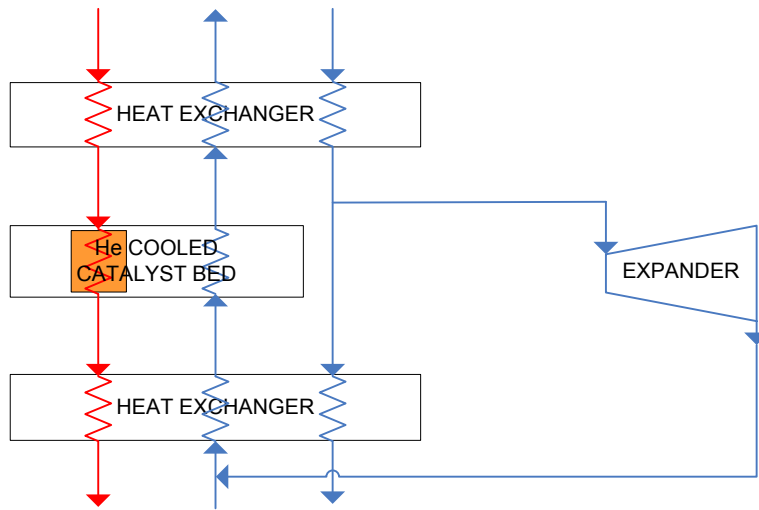 HEAT EXCHANGER
He COOLED
CATALYST BED
EXPANDER
HEAT EXCHANGER